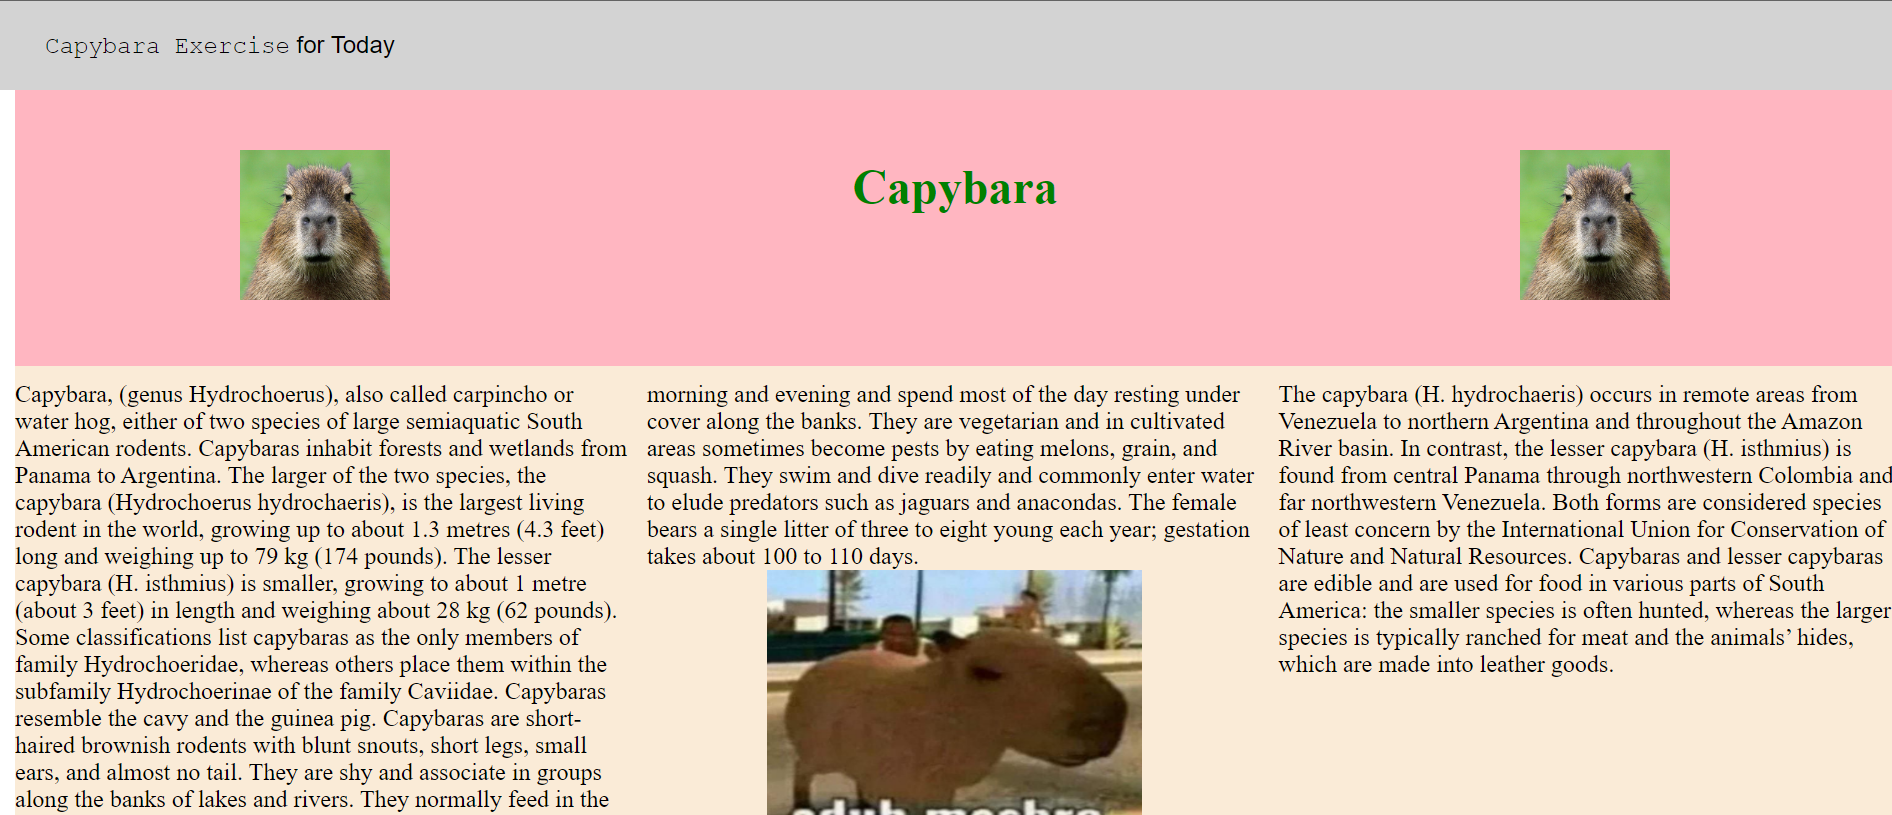 Capybara Exercise for Today
Capybara
Capybara, (genus Hydrochoerus), also called carpincho or
water hog, either of two species of large semiaquatic South
American rodents. Capybaras inhabit forests and wetlands from
Panama to Argentina. The larger of the two species, the
capybara (Hydrochoerus hydrochaeris), is the largest living
rodent in the world, growing up to about 1.3 metres (4.3 feet)
long and weighing up to 79 kg (174 pounds). The lesser
capybara (H. isthmius) is smaller, growing to about 1 metre
(about 3 feet) in length and weighing about 28 kg (62 pounds).
Some classifications list capybaras as the only members of
family Hydrochoeridae, whereas others place them within the
subfamily Hydrochoerinae of the family Caviidae. Capybaras
resemble the cavy and the guinea pig. Capybaras are short-
haired brownish rodents with blunt snouts, short legs, small
ears, and almost no tail. They are shy and associate in groups
along the banks of lakes and rivers. They normally feed in the
morning and evening and spend most of the day resting under
cover along the banks. They are vegetarian and in cultivated
areas sometimes become pests by eating melons, grain, and
squash. They swim and dive readily and commonly enter water
to elude predators such as jaguars and anacondas. The female
bears a single litter of three to eight young each year; gestation
takes about 100 to 110 days.
The capybara (H. hydrochaeris) occurs in remote areas from
Venezuela to northern Argentina and throughout the Amazon
River basin. In contrast, the lesser capybara (H. isthmius) is
found from central Panama through northwestern Colombia and
far northwestern Venezuela. Both forms are considered species
of least concern by the International Union for Conservation of
Nature and Natural Resources. Capybaras and lesser capybaras
are edible and are used for food in various parts of South
America: the smaller species is often hunted, whereas the larger
species is typically ranched for meat and the animals’ hides,
which are made into leather goods.